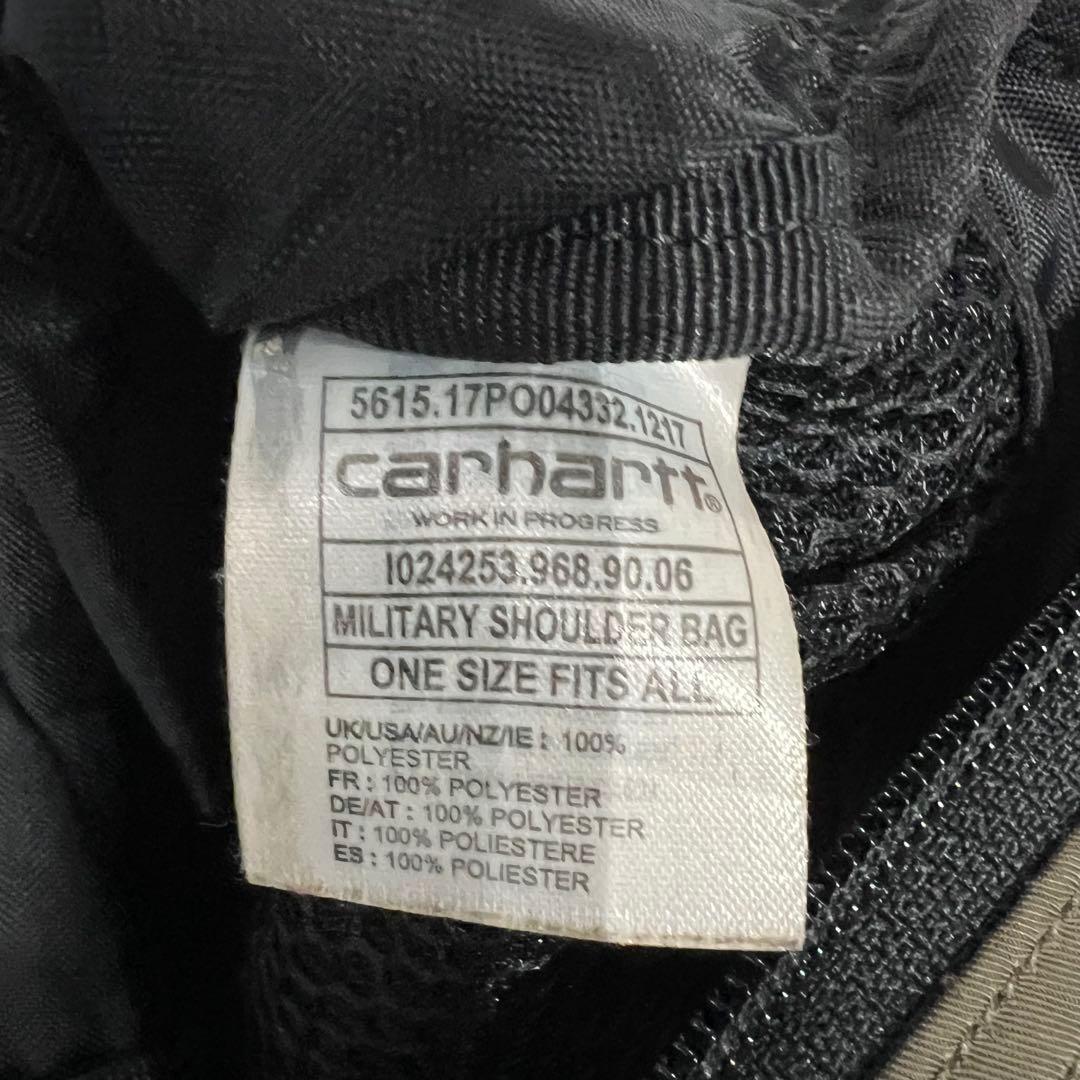 5615.17PO04332.1217
carhartt®
WORK IN PROGRESS
I024253.968.90.06
MILITARY SHOULDER BAG
ONE SIZE FITS ALL
UK/USA/AU/NZ/IE : 100%
POLYESTER
FR : 100% POLYESTER
DE/AT : 100% POLYESTER
IT : 100% POLIESTERE
ES : 100% POLIESTER